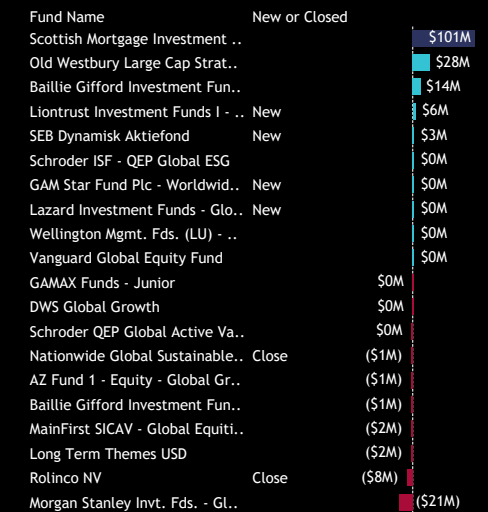 Fund Name New or Closed
Scottish Mortgage Investment .. $101M
Old Westbury Large Cap Strat.. $28M
Baillie Gifford Investment Fun.. $14M
Liontrust Investment Funds I - .. New $6M
SEB Dynamisk Aktiefond New $3M
Schroder ISF - QEP Global ESG $0M
GAM Star Fund Plc - Worldwid.. New $0M
Lazard Investment Funds - Glo.. New $0M
Wellington Mgmt. Fds. (LU) - .. $0M
Vanguard Global Equity Fund $0M
GAMAX Funds - Junior $0M
DWS Global Growth $0M
Schroder QEP Global Active Va.. $0M
Nationwide Global Sustainable.. Close ($1M)
AZ Fund 1 - Equity - Global Gr.. ($1M)
Baillie Gifford Investment Fun.. ($1M)
MainFirst SICAV - Global Equiti.. ($2M)
Long Term Themes USD ($2M)
Rolinco NV Close ($8M)
Morgan Stanley Invt. Fds. - Gl.. ($21M)